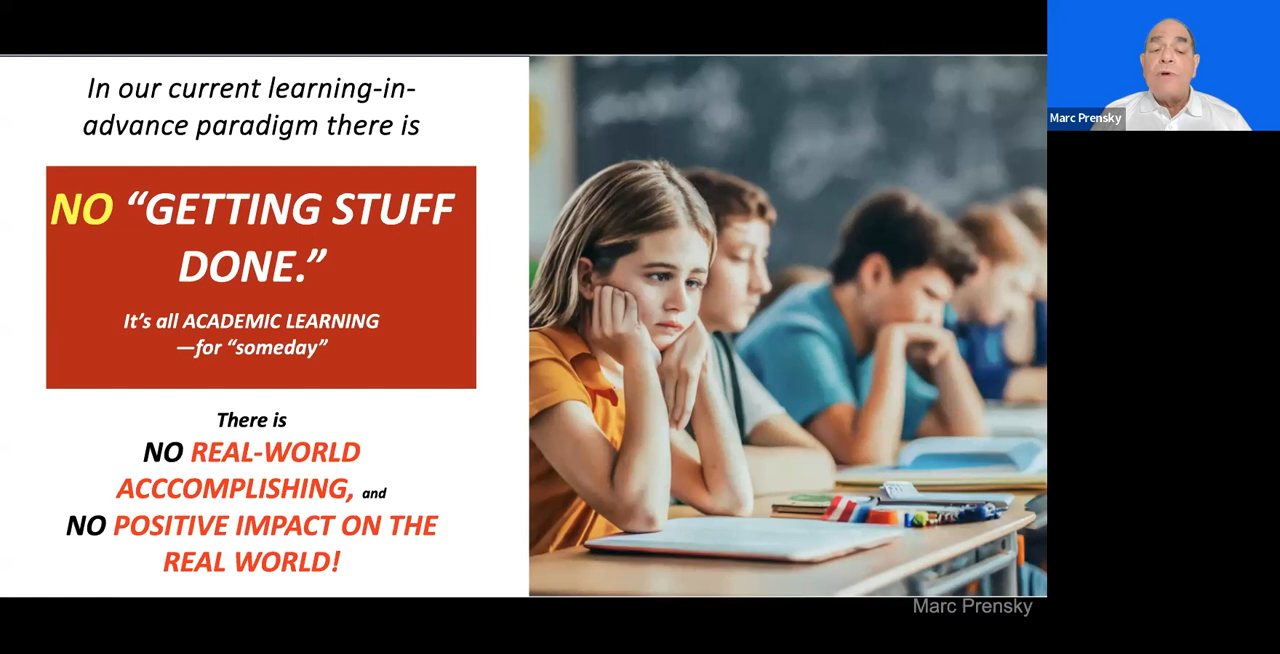 In our current learning-in-
advance paradigm there is
NO “GETTING STUFF
DONE.”
It’s all ACADEMIC LEARNING
—for “someday”
There is
NO REAL-WORLD
ACCCOMPLISHING, and
NO POSITIVE IMPACT ON THE
REAL WORLD!
Marc Prensky
Marc Prensky